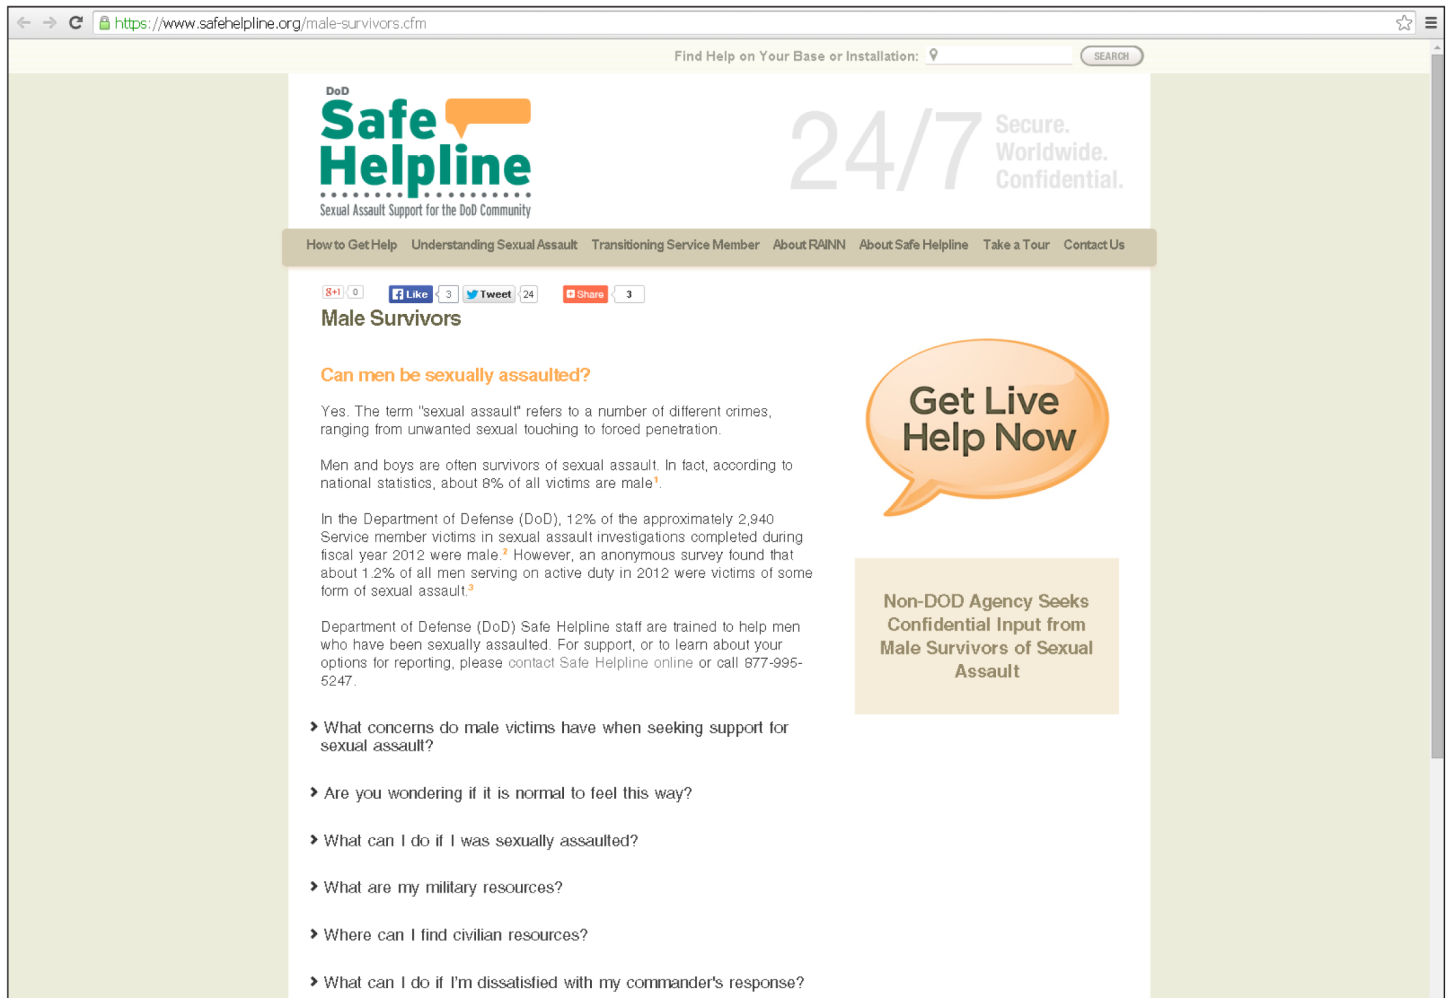 https://www.safehelpline.org/male-survivors.cfm
Find Help on Your Base or Installation:
SEARCH
DoD
Safe
Helpline
Sexual Assault Support for the DoD Community
24/7
Secure.
Worldwide.
Confidential.
How to Get Help Understanding Sexual Assault Transitioning Service Member About RAINN About Safe Helpline Take a Tour Contact Us
g+1 0 Like 3 Tweet 24 Share 3
Male Survivors
Can men be sexually assaulted?
Yes. The term "sexual assault" refers to a number of different crimes,
ranging from unwanted sexual touching to forced penetration.
Men and boys are often survivors of sexual assault. In fact, according to
national statistics, about 8% of all victims are male¹.
In the Department of Defense (DoD), 12% of the approximately 2,940
Service member victims in sexual assault investigations completed during
fiscal year 2012 were male.² However, an anonymous survey found that
about 1.2% of all men serving on active duty in 2012 were victims of some
form of sexual assault.³
Department of Defense (DoD) Safe Helpline staff are trained to help men
who have been sexually assaulted. For support, or to learn about your
options for reporting, please contact Safe Helpline online or call 877-995-
5247.
What concerns do male victims have when seeking support for
sexual assault?
Are you wondering if it is normal to feel this way?
What can I do if I was sexually assaulted?
What are my military resources?
Where can I find civilian resources?
What can I do if I'm dissatisfied with my commander's response?
Get Live
Help Now
Non-DOD Agency Seeks
Confidential Input from
Male Survivors of Sexual
Assault